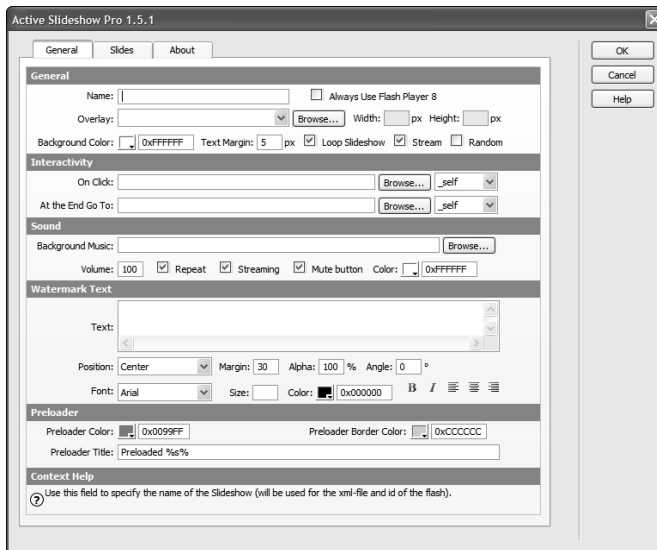 Active Slideshow Pro 1.5.1
General Slides About
OK
Cancel
Help
General
Name: Always Use Flash Player 8
Overlay: Browse... Width: px Height: px
Background Color: 0xFFFFFF Text Margin: 5 px Loop Slideshow Stream Random
Interactivity
On Click: Browse... _self
At the End Go To: Browse... _self
Sound
Background Music: Browse...
Volume: 100 Repeat Streaming Mute button Color: 0xFFFFFF
Watermark Text
Text:
Position: Center Margin: 30 Alpha: 100 % Angle: 0 °
Font: Arial Size: Color: 0x000000 B I
Preloader
Preloader Color: 0x0099FF Preloader Border Color: 0xCCCCCC
Preloader Title: Preloaded %s%
Context Help
? Use this field to specify the name of the Slideshow (will be used for the xml-file and id of the flash).